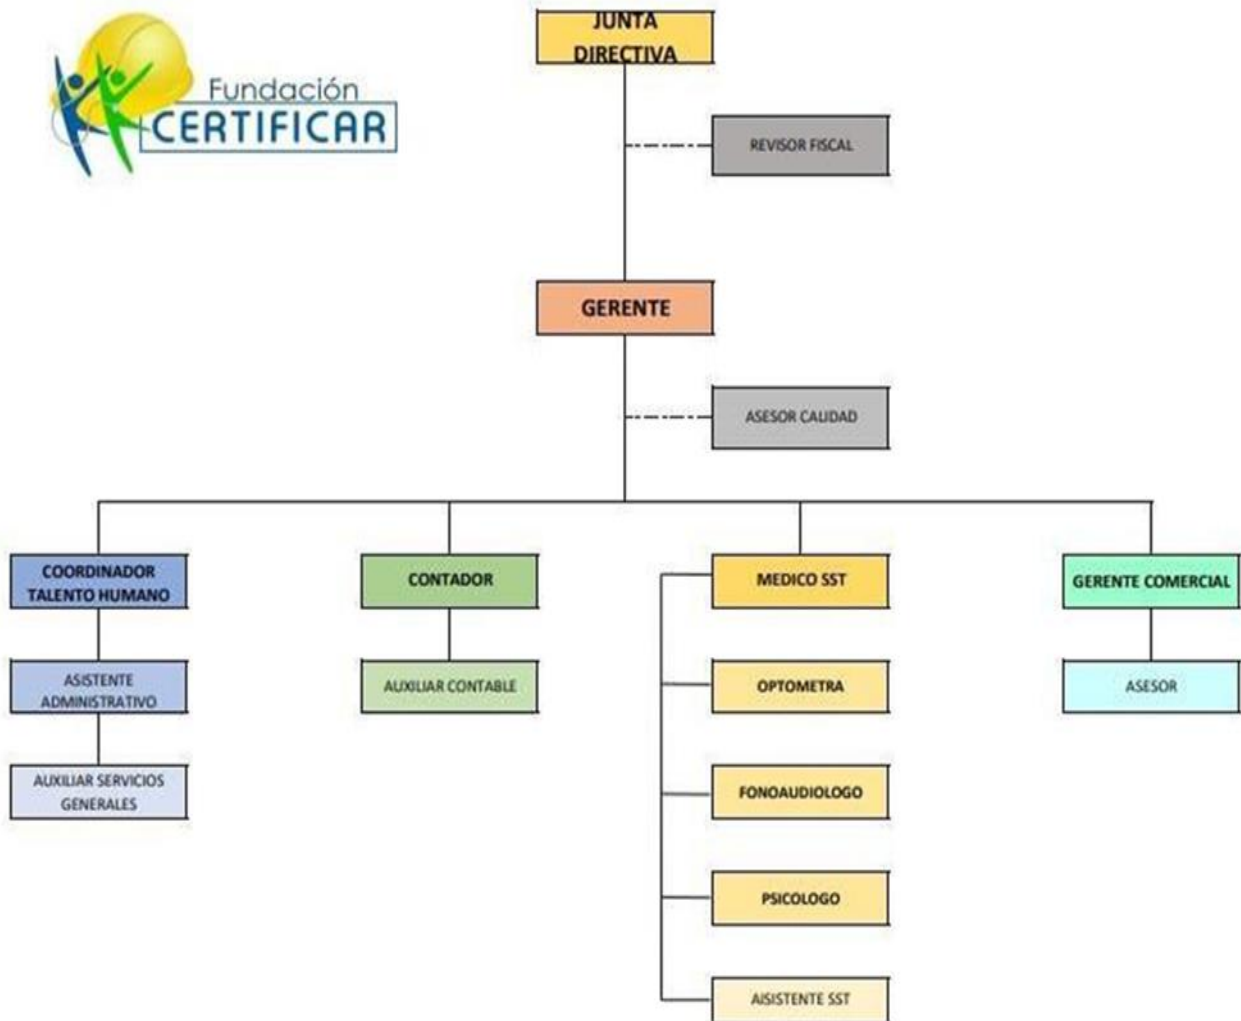 Fundación
CERTIFICAR
JUNTA
DIRECTIVA
REVISOR FISCAL
GERENTE
ASESOR CALIDAD
COORDINADOR
TALENTO HUMANO
CONTADOR
MEDICO SST
GERENTE COMERCIAL
ASISTENTE
ADMINISTRATIVO
AUXILIAR CONTABLE
OPTOMETRA
ASESOR
AUXILIAR SERVICIOS
GENERALES
FONOAUDIOLOGO
PSICOLOGO
AISISTENTE SST